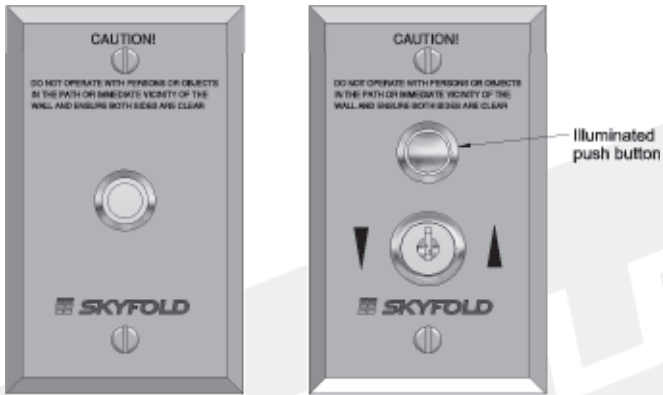 CAUTION!
DO NOT OPERATE WITH PERSONS OR OBJECTS
IN THE PATH OR IMMEDIATE VICINITY OF THE
WALL AND ENSURE BOTH SIDES ARE CLEAR
SKYFOLD
CAUTION!
DO NOT OPERATE WITH PERSONS OR OBJECTS
IN THE PATH OR IMMEDIATE VICINITY OF THE
WALL AND ENSURE BOTH SIDES ARE CLEAR
Illuminated
push button
SKYFOLD